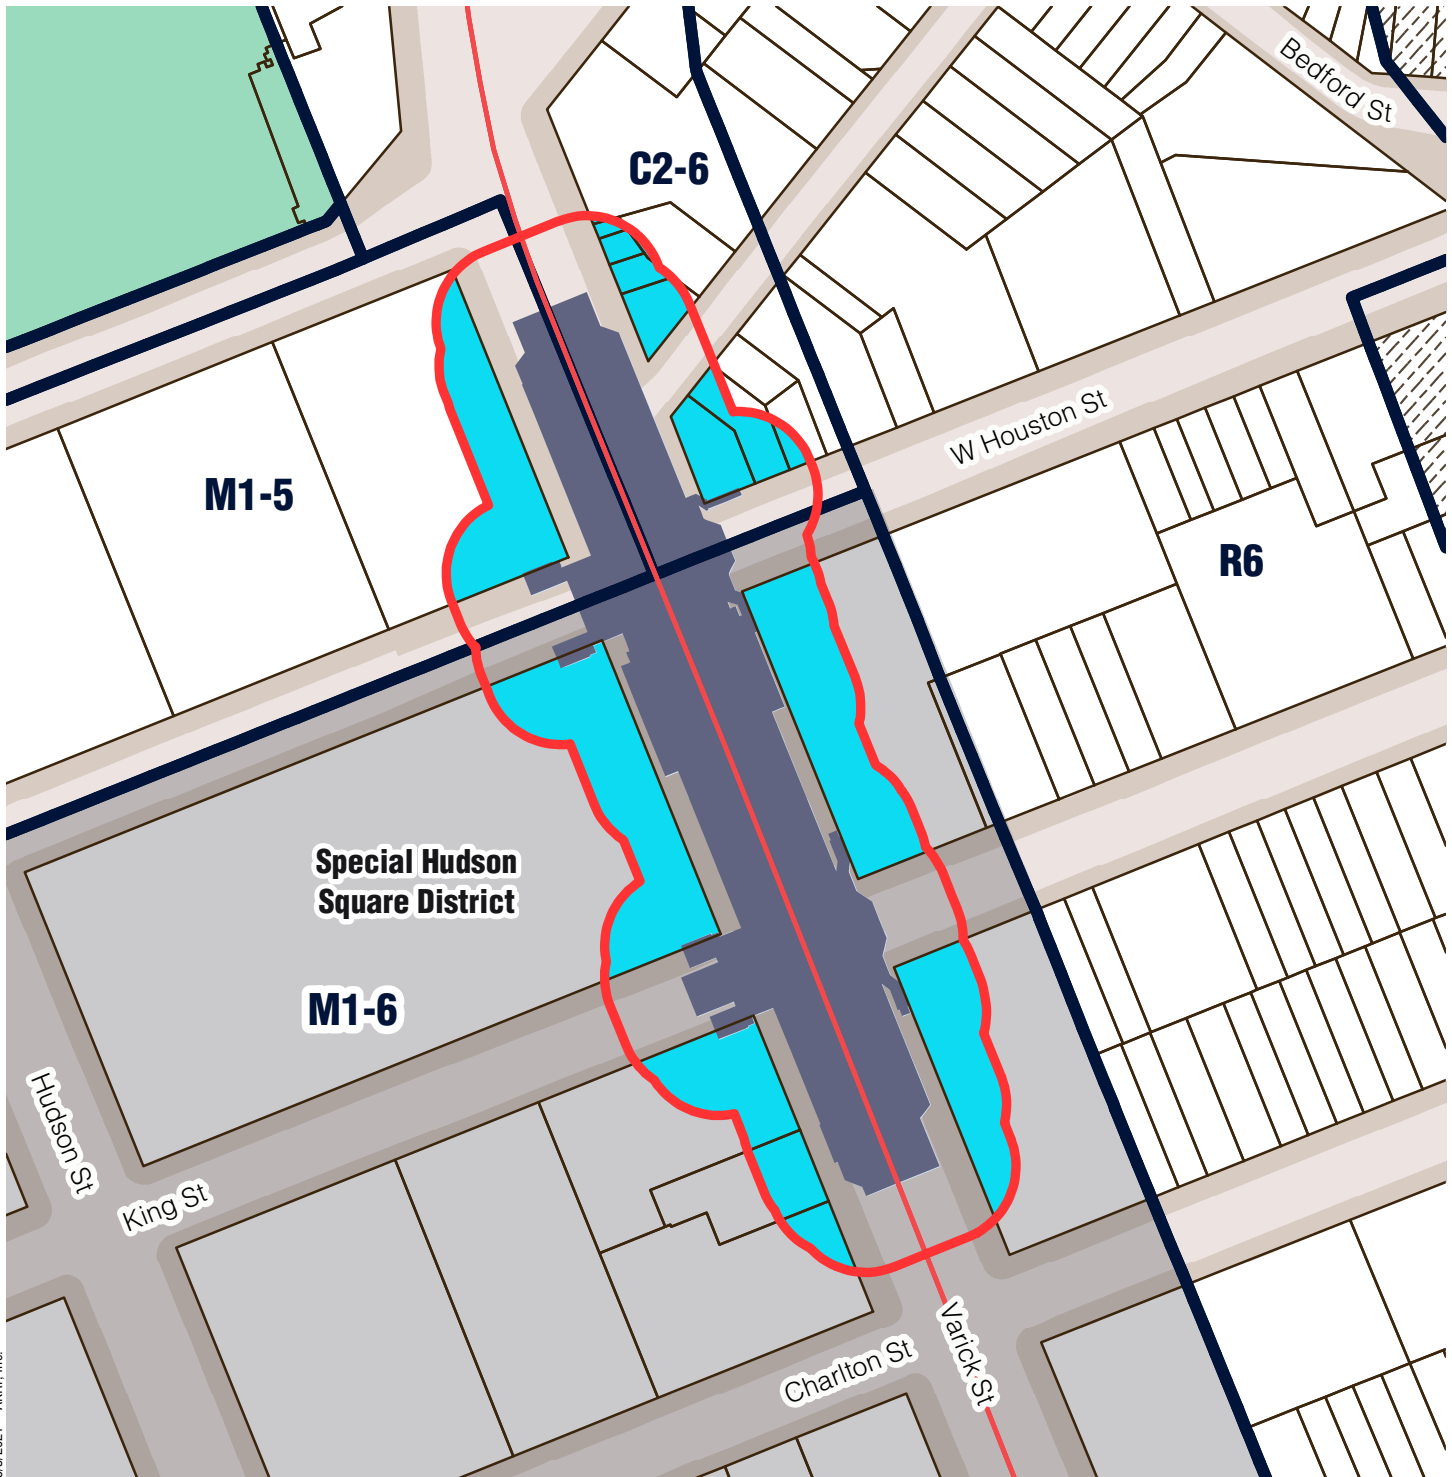 Bedford St
C2-6
W Houston St
M1-5
R6
Special Hudson
Square District
M1-6
Hudson St
King St
Varick St
Charlton St